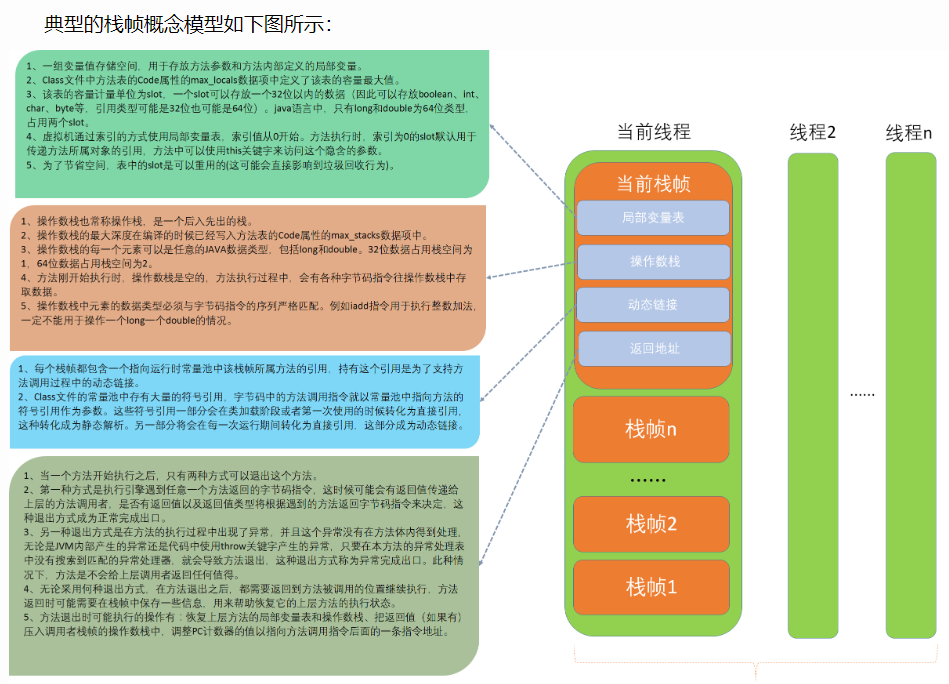 典型的栈帧概念模型如下图所示：
1、一组变量值存储空间，用于存放方法参数和方法内部定义的局部变量。
2、Class文件中方法表的Code属性的max_locals数据项中定义了该表的容量最大值。
3、该表的容量计量单位为slot，一个slot可以存放一个32位以内的数据（因此可以存放boolean、int、
char、byte等，引用类型可能是32位也可能是64位）。java语言中，只有long和double为64位类型，
占用两个slot。
4、虚拟机通过索引的方式使用局部变量表，索引值从0开始。方法执行时，索引为0的slot默认用于
传递方法所属对象的引用，方法中可以使用this关键字来访问这个隐含的参数。
5、为了节省空间，表中的slot是可以重用的(这可能会直接影响到垃圾回收行为)。
1、操作数栈也常称操作栈，是一个后入先出的栈。
2、操作数栈的最大深度在编译的时候已经写入方法表的Code属性的max_stacks数据项中。
3、操作数栈的每一个元素可以是任意的JAVA数据类型，包括long和double。32位数据占用栈空间为
1，64位数据占用栈空间为2。
4、方法刚开始执行时，操作数栈是空的，方法执行过程中，会有各种字节码指令往操作数栈中存
取数据。
5、操作数栈中元素的数据类型必须与字节码指令的序列严格匹配。例如iadd指令用于执行整数加法，
一定不能用于操作一个long一个double的情况。
1、每个栈帧都包含一个指向运行时常量池中该栈帧所属方法的引用，持有这个引用是为了支持方
法调用过程中的动态链接。
2、Class文件的常量池中存有大量的符号引用，字节码中的方法调用指令就以常量池中指向方法的
符号引用作为参数。这些符号引用一部分会在类加载阶段或者第一次使用的时候转化为直接引用，
这种转化成为静态解析。另一部分将会在每一次运行期间转化为直接引用，这部分成为动态链接。
1、当一个方法开始执行之后，只有两种方式可以退出这个方法。
2、第一种方式是执行引擎遇到任意一个方法返回的字节码指令，这时候可能会有返回值传递给
上层的方法调用者，是否有返回值以及返回值类型将根据遇到的方法返回字节码指令来决定，这
种退出方式成为正常完成出口。
3、另一种退出方式是在方法的执行过程中出现了异常，并且这个异常没有在方法体内得到处理，
无论是JVM内部产生的异常还是代码中使用throw关键字产生的异常，只要在本方法的异常处理表
中没有搜索到匹配的异常处理器，就会导致方法退出，这种退出方式称为异常完成出口。此种情
况下，方法是不会给上层调用者返回任何值得。
4、无论采用何种退出方式，在方法退出之后，都需要返回到方法被调用的位置继续执行，方法
返回时可能需要在栈帧中保存一些信息，用来帮助恢复它的上层方法的执行状态。
5、方法退出时可能执行的操作有：恢复上层方法的局部变量表和操作数栈、把返回值（如果有）
压入调用者栈帧的操作数栈中，调整PC计数器的值以指向方法调用指令后面的一条指令地址。
当前线程
线程2
线程n
当前栈帧
局部变量表
操作数栈
动态链接
返回地址
栈帧n
......
栈帧2
栈帧1
......